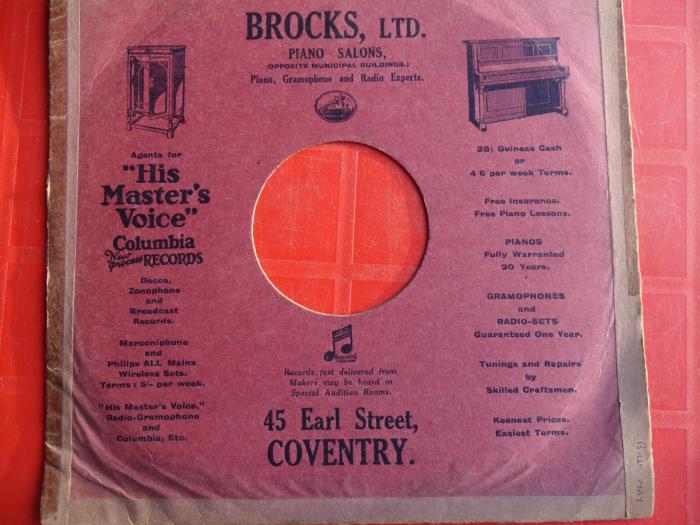 BROCKS, LTD.
PIANO SALONS,
(OPPOSITE MUNICIPAL BUILDINGS.)
Piano, Gramophone and Radio Experts.
Agents for
"His
Master's
Voice"
Columbia
New process RECORDS
Decca,
Zonophone
and
Broadcast
Records.
Marconiphone
and
Philips ALL Mains
Wireless Sets.
Terms: 5/- per week.
"His Master's Voice,"
Radio-Gramophone
and
Columbia, Etc.
28½ Guineas Cash
or
4/6 per week Terms.
Free Insurance.
Free Piano Lessons.
PIANOS
Fully Warranted
20 Years.
GRAMOPHONES
and
RADIO-SETS
Guaranteed One Year.
Tunings and Repairs
by
Skilled Craftsmen.
Keenest Prices.
Easiest Terms.
Records just delivered from
Makers may be heard in
Special Audition Rooms.
45 Earl Street,
COVENTRY.